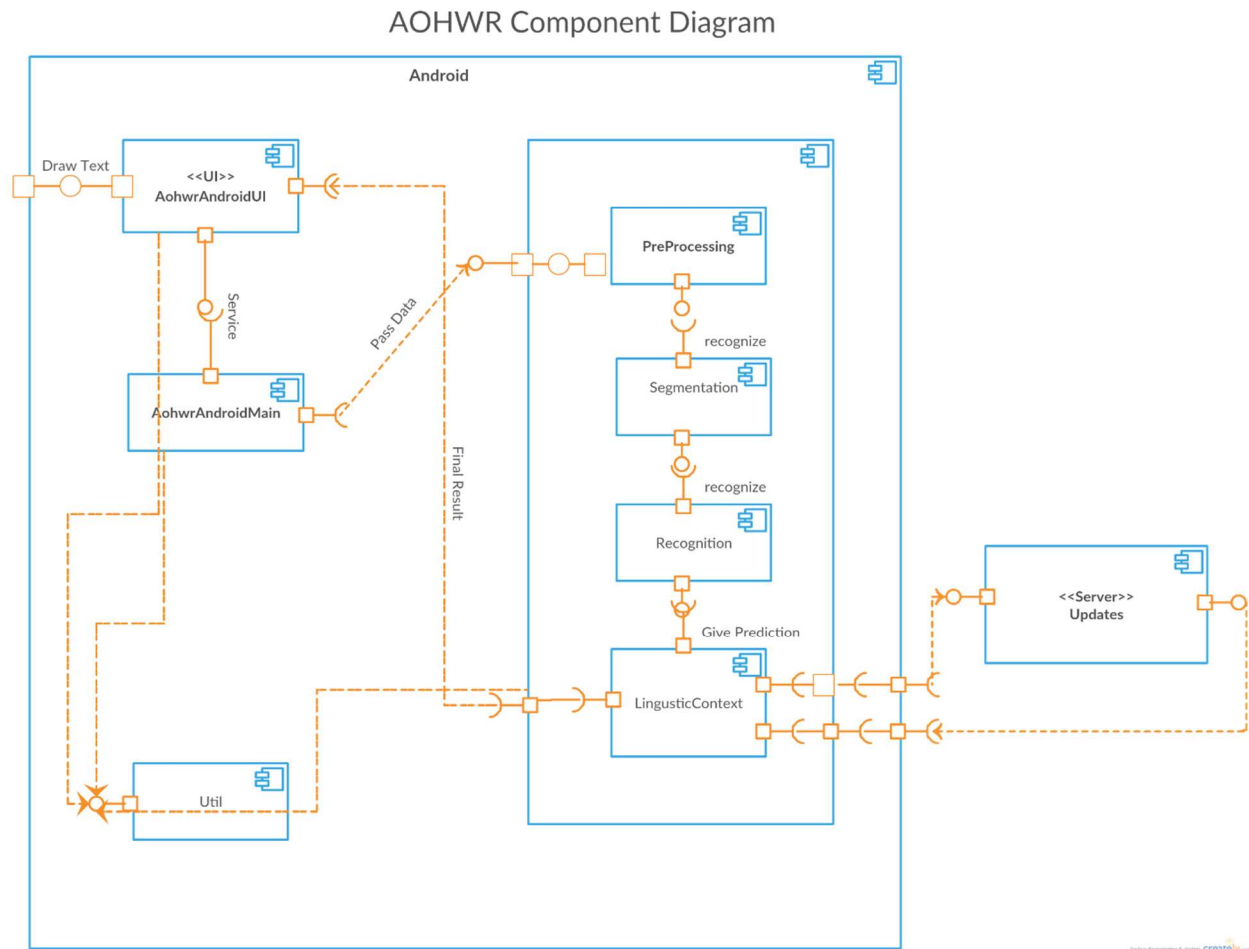 AOHWR Component Diagram
Android
Draw Text
<<UI>>
AohwrAndroidUI
Service
AohwrAndroidMain
Pass Data
Final Result
PreProcessing
recognize
Segmentation
recognize
Recognition
Give Prediction
LingusticContext
Util
<<Server>>
Updates
create